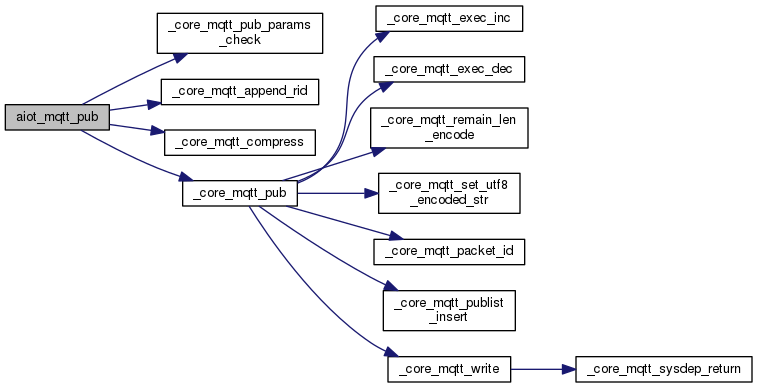 aiot_mqtt_pub
_core_mqtt_pub_params
_check
_core_mqtt_append_rid
_core_mqtt_compress
_core_mqtt_pub
_core_mqtt_exec_inc
_core_mqtt_exec_dec
_core_mqtt_remain_len
_encode
_core_mqtt_set_utf8
_encoded_str
_core_mqtt_packet_id
_core_mqtt_publist
_insert
_core_mqtt_write
_core_mqtt_sysdep_return